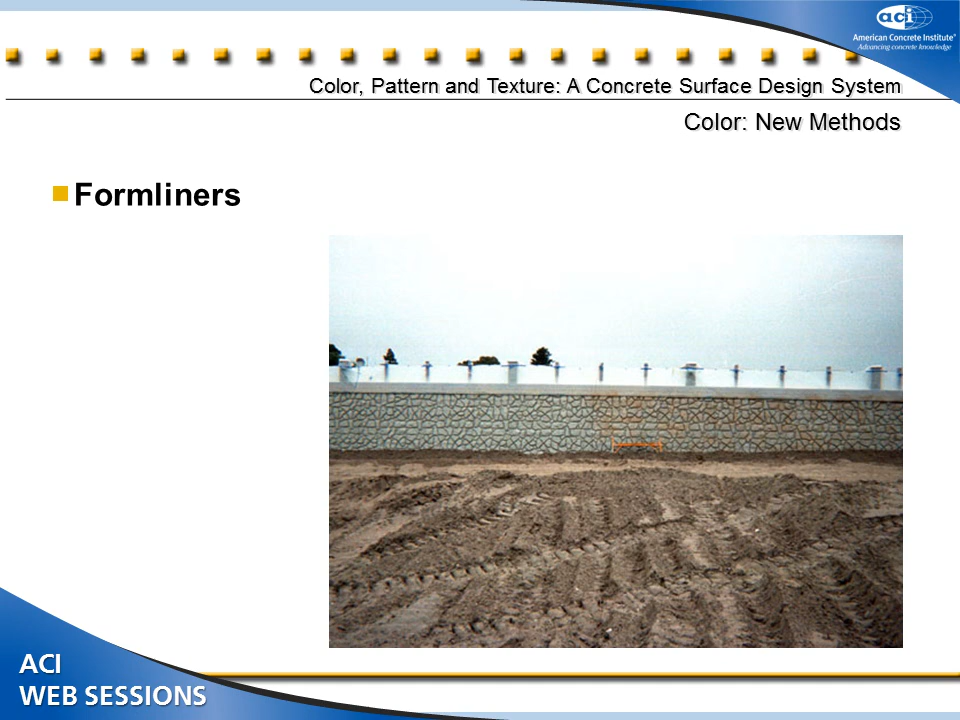 aci
American Concrete Institute®
Advancing concrete knowledge
Color, Pattern and Texture: A Concrete Surface Design System
Color: New Methods
Formliners
ACI
WEB SESSIONS